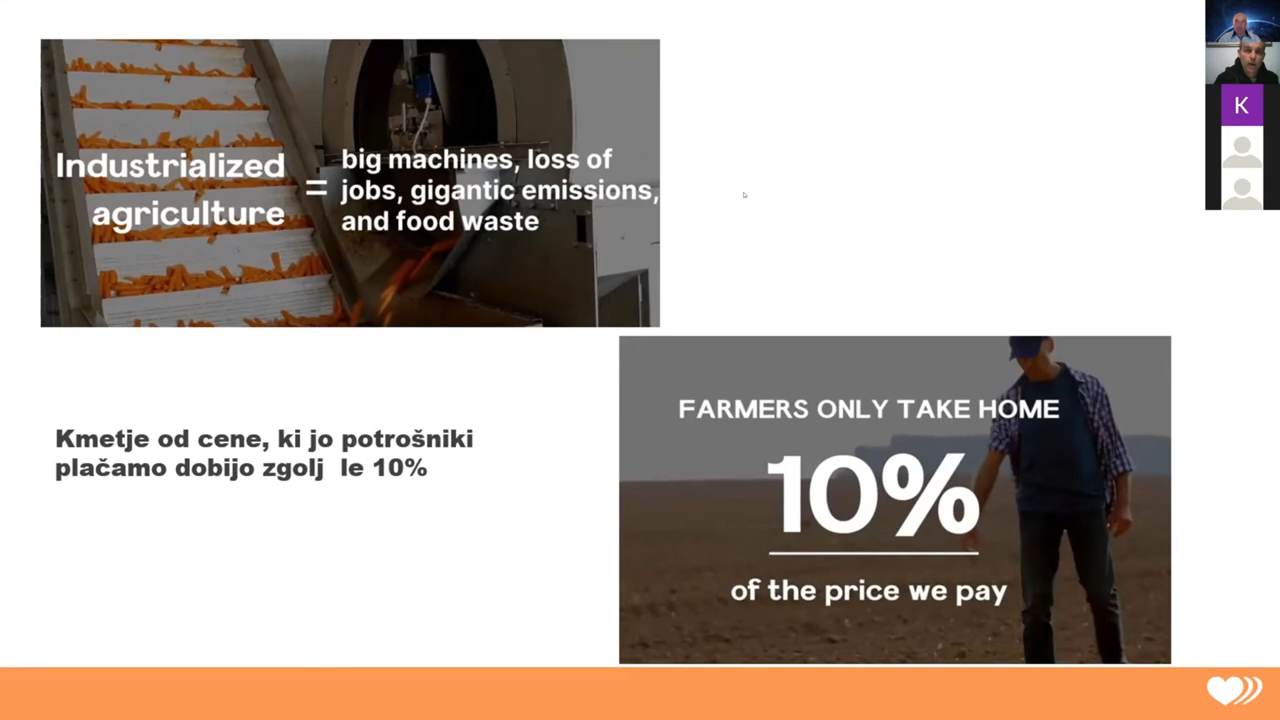 Industrialized
agriculture
=
big machines, loss of
jobs, gigantic emissions,
and food waste
K
Kmetje od cene, ki jo potrošniki
plačamo dobijo zgolj  le 10%
FARMERS ONLY TAKE HOME
10%
of the price we pay